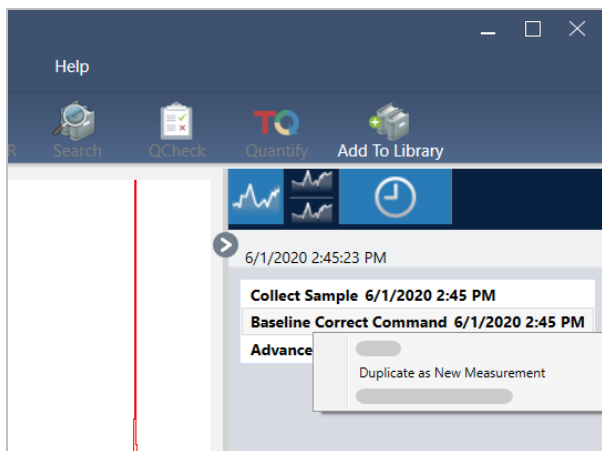 Help
R Search QCheck Quantify Add To Library
TQ
6/1/2020 2:45:23 PM
Collect Sample 6/1/2020 2:45 PM
Baseline Correct Command 6/1/2020 2:45 PM
Advance
Duplicate as New Measurement